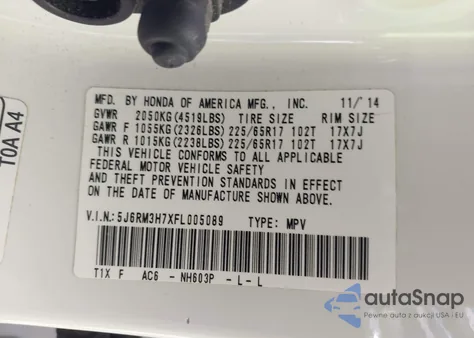 MFD. BY HONDA OF AMERICA MFG., INC. 11/'14
GVWR 2050KG(4519LBS) TIRE SIZE RIM SIZE
GAWR F 1055KG(2326LBS)225/65R17 102T 17X7J
GAWR R 1015KG(2238LBS)225/65R17 102T 17X7J
THIS VEHICLE CONFORMS TO ALL APPLICABLE
FEDERAL MOTOR VEHICLE SAFETY
AND THEFT PREVENTION STANDARDS IN EFFECT
ON THE DATE OF MANUFACTURE SHOWN ABOVE.
V.I.N.:5J6RM3H7XFL005089 TYPE: MPV
T1X F AC6 -NH603P -L-L
TOA A4
autoSnap
Pewne auta z aukcji USA i EU